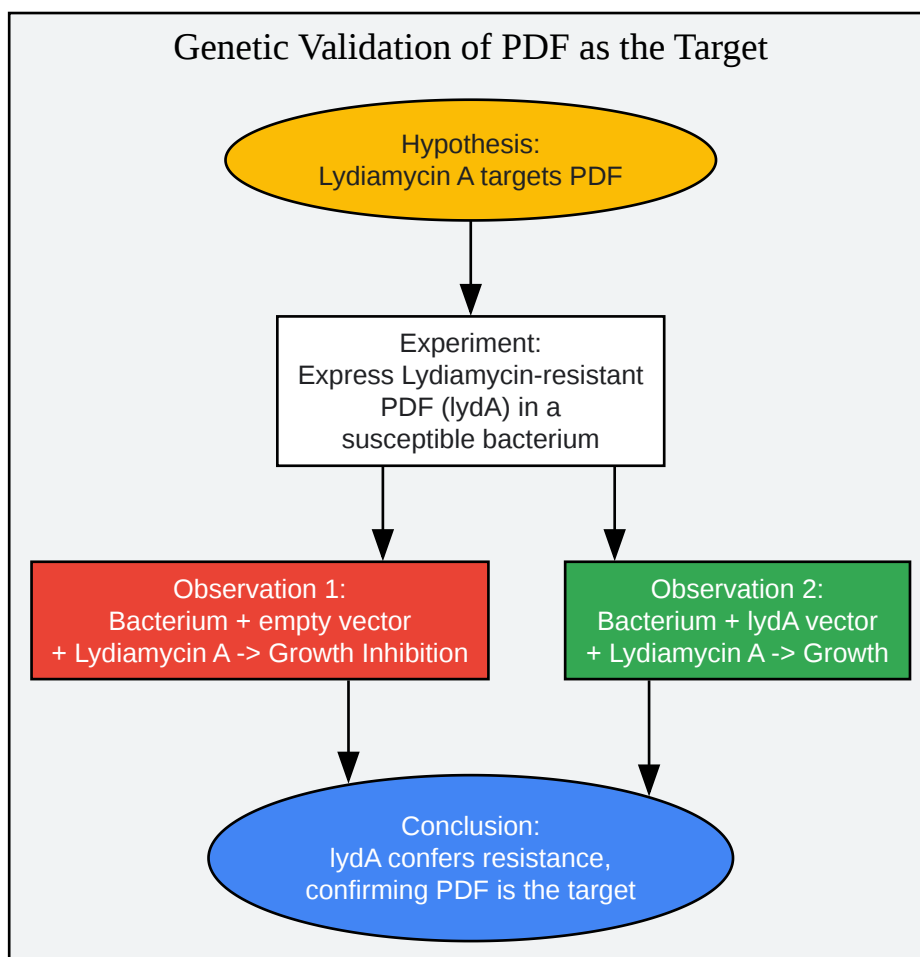 Genetic Validation of PDF as the Target
Hypothesis:
Lydiamycin A targets PDF
Experiment:
Express Lydiamycin-resistant
PDF (lydA) in a
susceptible bacterium
Observation 1:
Bacterium + empty vector
+ Lydiamycin A -> Growth Inhibition
Observation 2:
Bacterium + lydA vector
+ Lydiamycin A -> Growth
Conclusion:
lydA confers resistance,
confirming PDF is the target